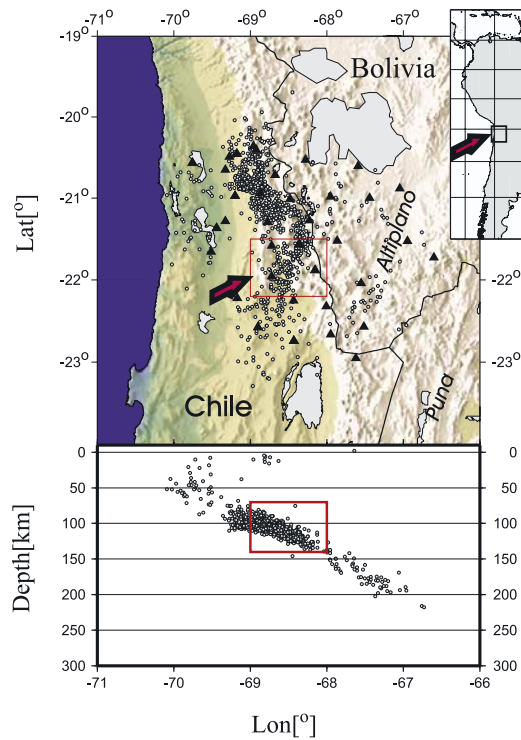 -71 -70 -69 -68 -67 -66
-19°
Bolivia
-20° -20°
-21° -21°
Lat[°]
Altiplano
-22° -22°
-23° -23°
Chile
Puna
0 0
50 50
100 100
150 150
200 200
250 250
300 300
Depth[km]
-71 -70 -69 -68 -67 -66
Lon[°]